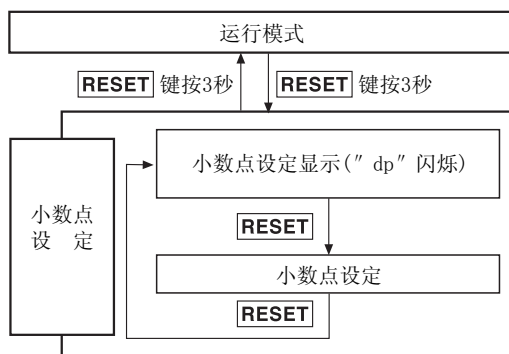 运行模式
RESET 键按3秒 RESET 键按3秒
小数点设定显示(″dp″闪烁)
RESET
小数点
设 定
小数点设定
RESET